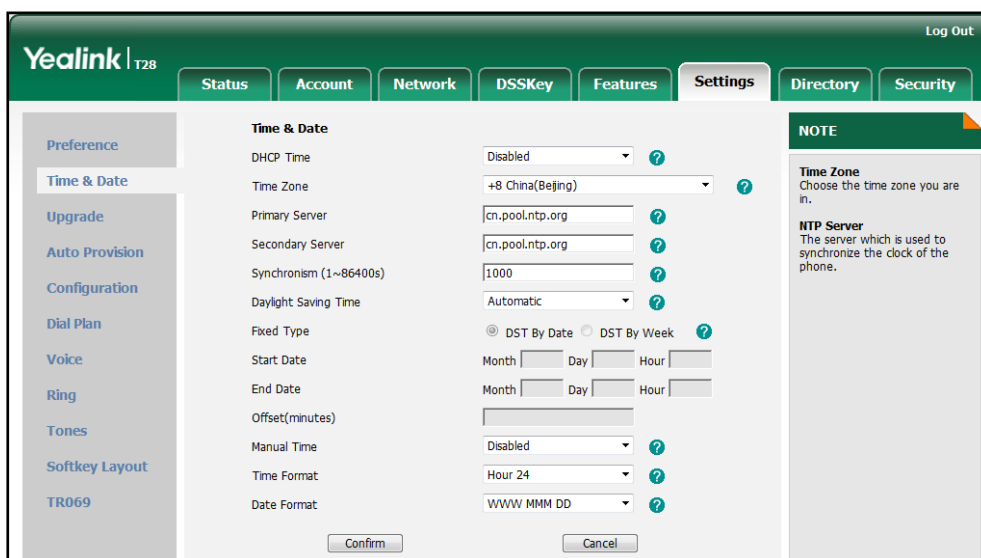 Log Out
Yealink T28
Status Account Network DSSKey Features Settings Directory Security
Preference
Time & Date
Upgrade
Auto Provision
Configuration
Dial Plan
Voice
Ring
Tones
Softkey Layout
TR069
Time & Date
DHCP Time Disabled ?
Time Zone +8 China(Beijing) ?
Primary Server cn.pool.ntp.org ?
Secondary Server cn.pool.ntp.org ?
Synchronism (1~86400s) 1000 ?
Daylight Saving Time Automatic ?
Fixed Type DST By Date DST By Week ?
Start Date Month Day Hour
End Date Month Day Hour
Offset(minutes)
Manual Time Disabled ?
Time Format Hour 24 ?
Date Format WWW MMM DD ?
Confirm Cancel
NOTE
Time Zone
Choose the time zone you are
in.
NTP Server
The server which is used to
synchronize the clock of the
phone.